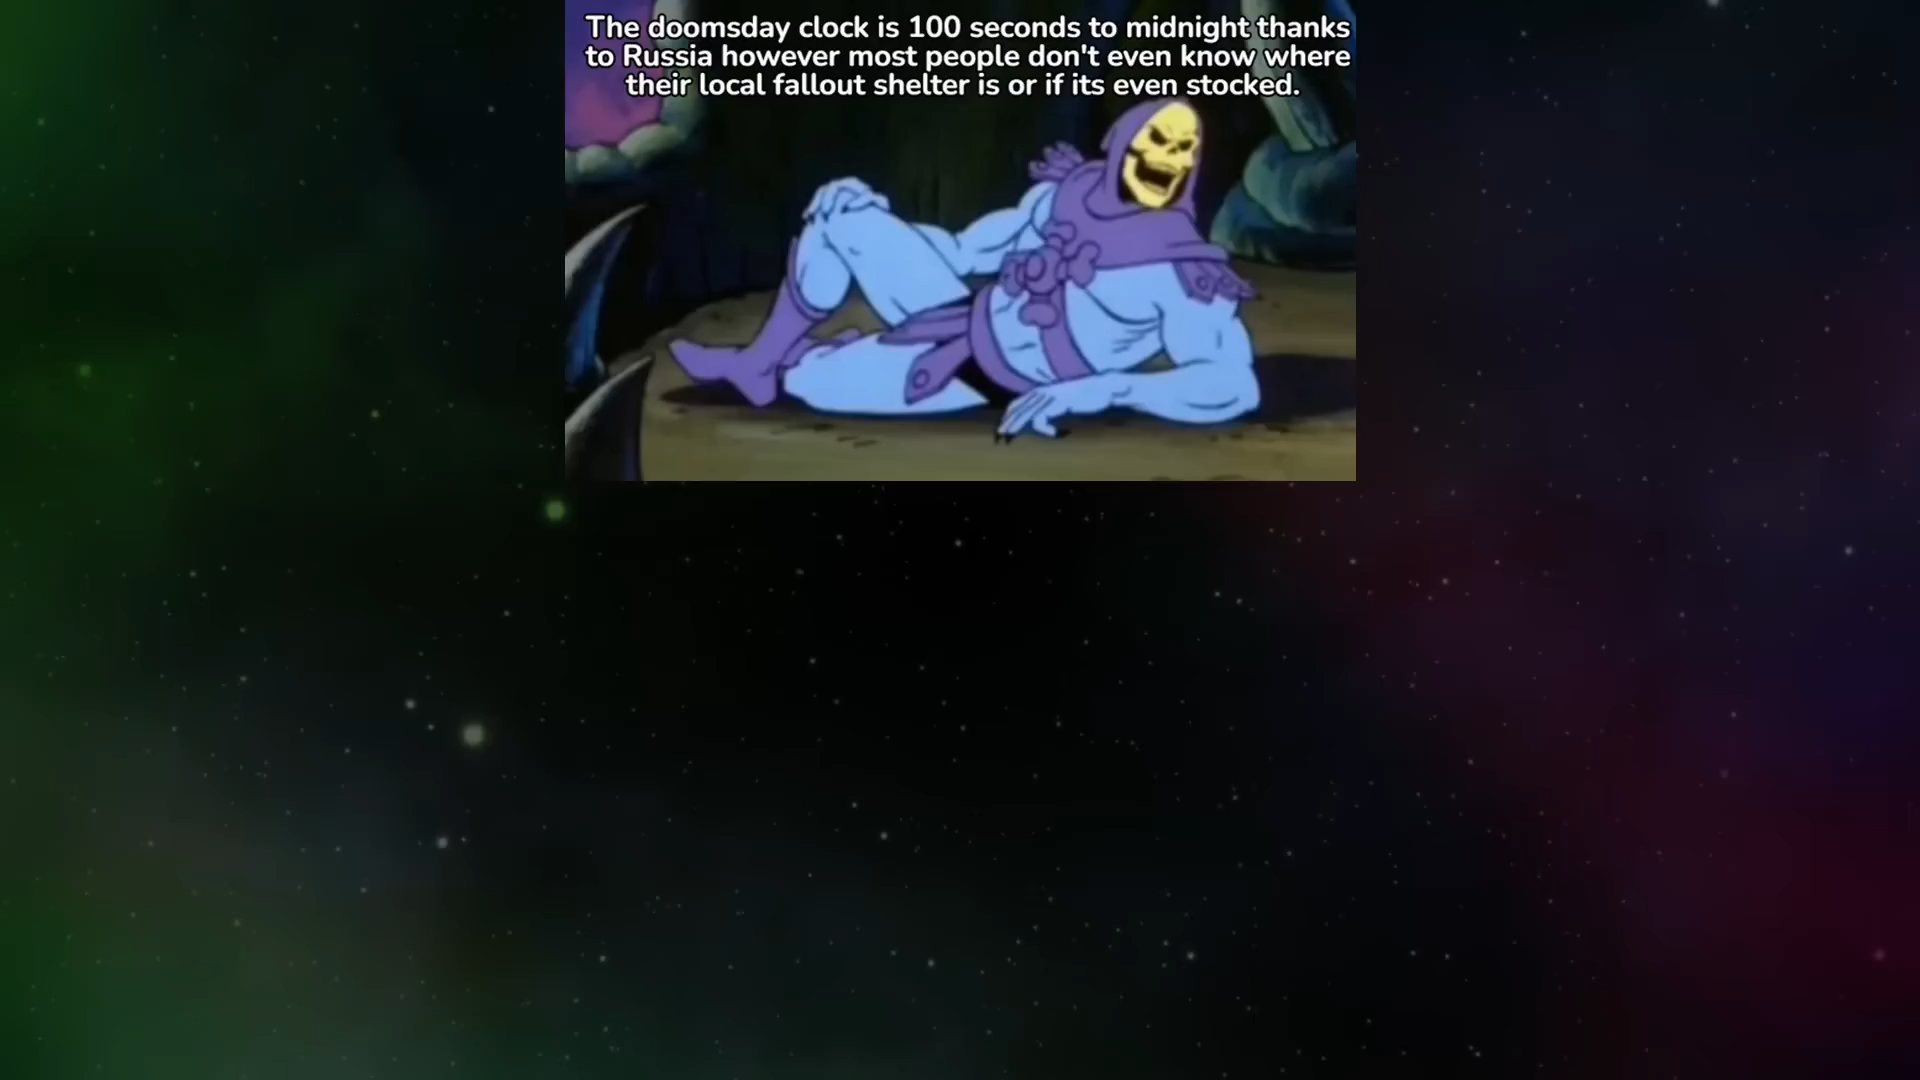 The doomsday clock is 100 seconds to midnight thanks
to Russia however most people don't even know where
their local fallout shelter is or if its even stocked.